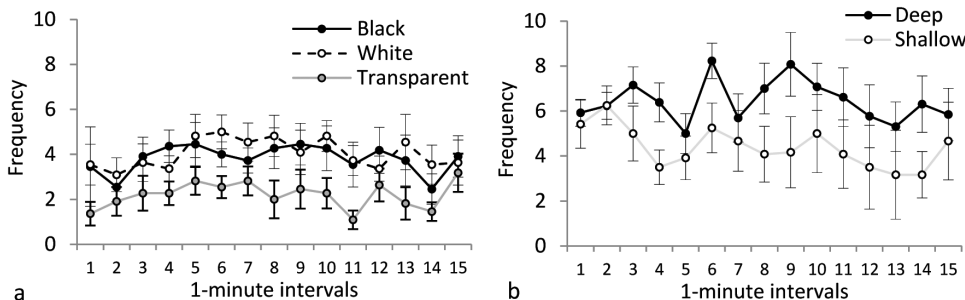 10
8
6
4
2
0
Frequency
Black
White
Transparent
1 2 3 4 5 6 7 8 9 10 11 12 13 14 15
1-minute intervals
a
10
8
6
4
2
0
Frequency
Deep
Shallow
1 2 3 4 5 6 7 8 9 10 11 12 13 14 15
1-minute intervals
b